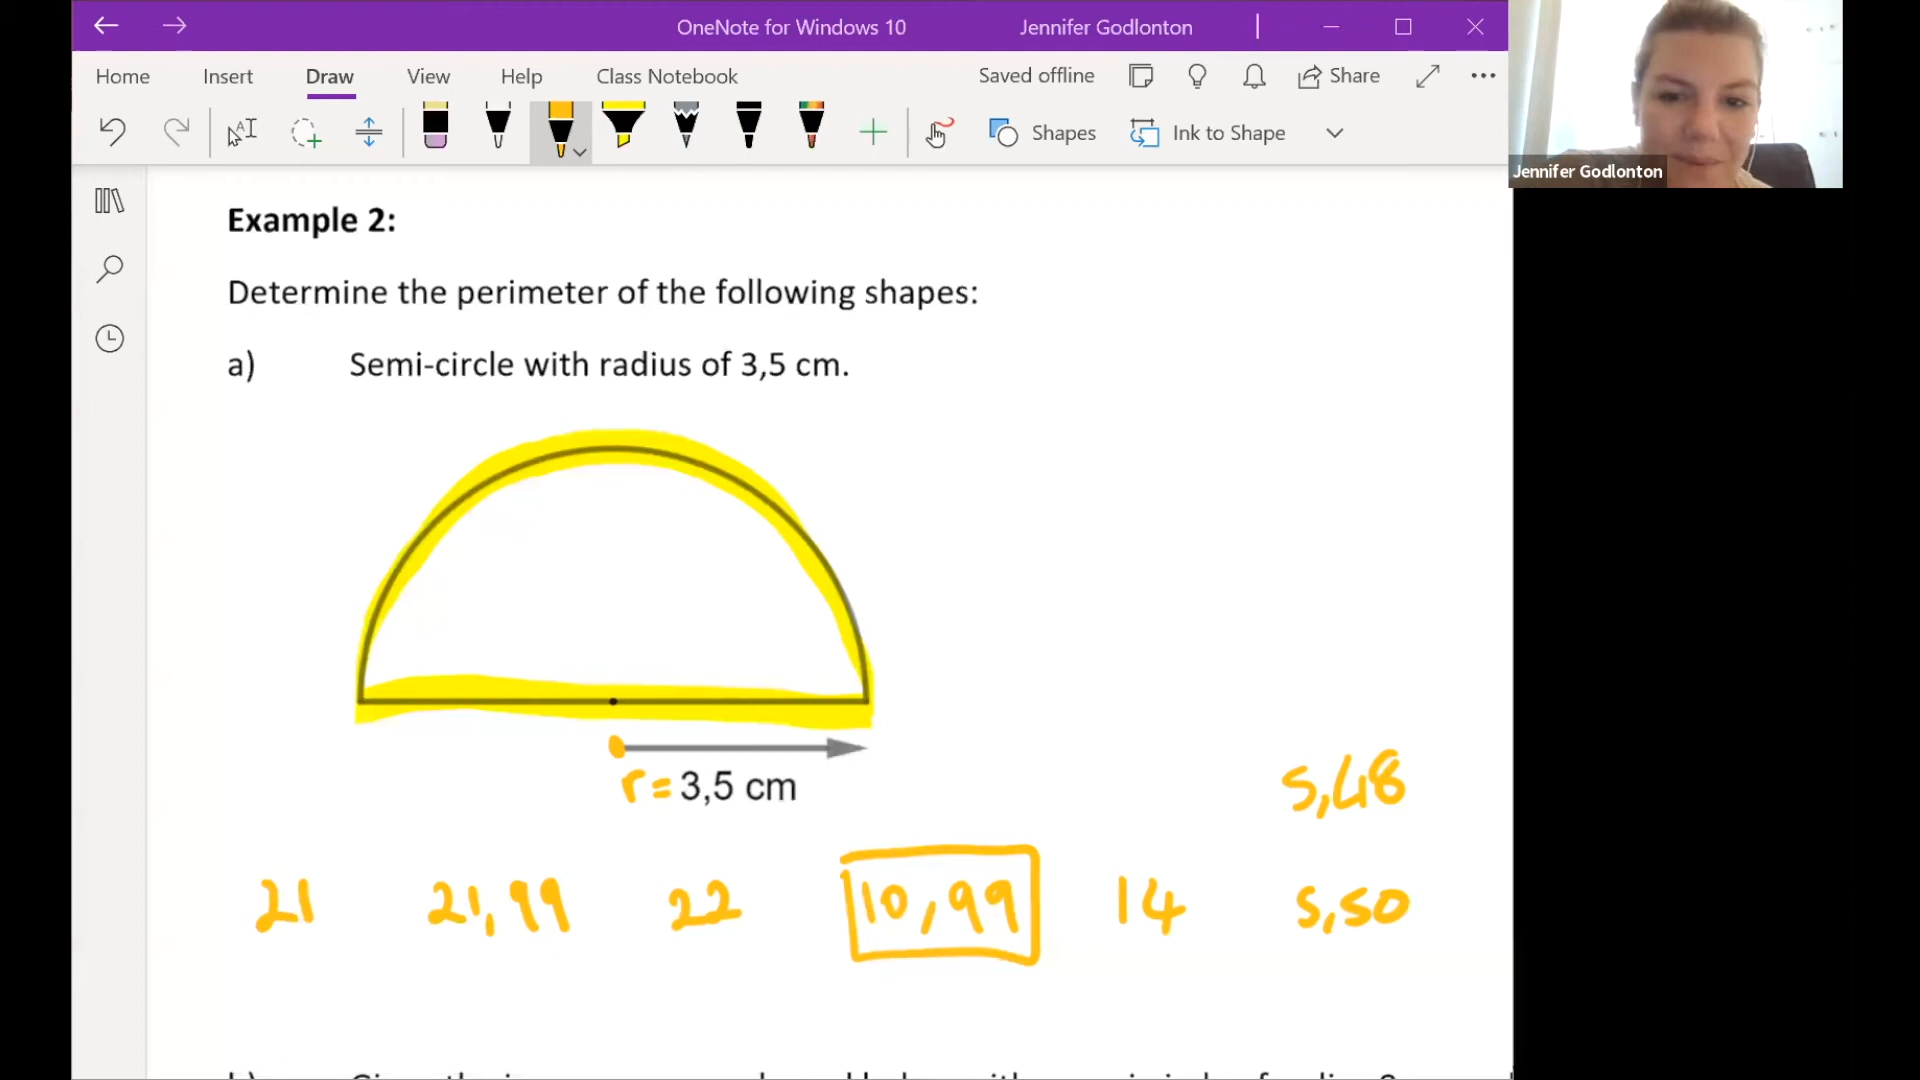 OneNote for Windows 10 Jennifer Godlonton
Home Insert Draw View Help Class Notebook Saved offline Share
Shapes Ink to Shape
Jennifer Godlonton
Example 2:
Determine the perimeter of the following shapes:
a) Semi-circle with radius of 3,5 cm.
r = 3,5 cm
5,48
21 21,99 22 10,99 14 5,50